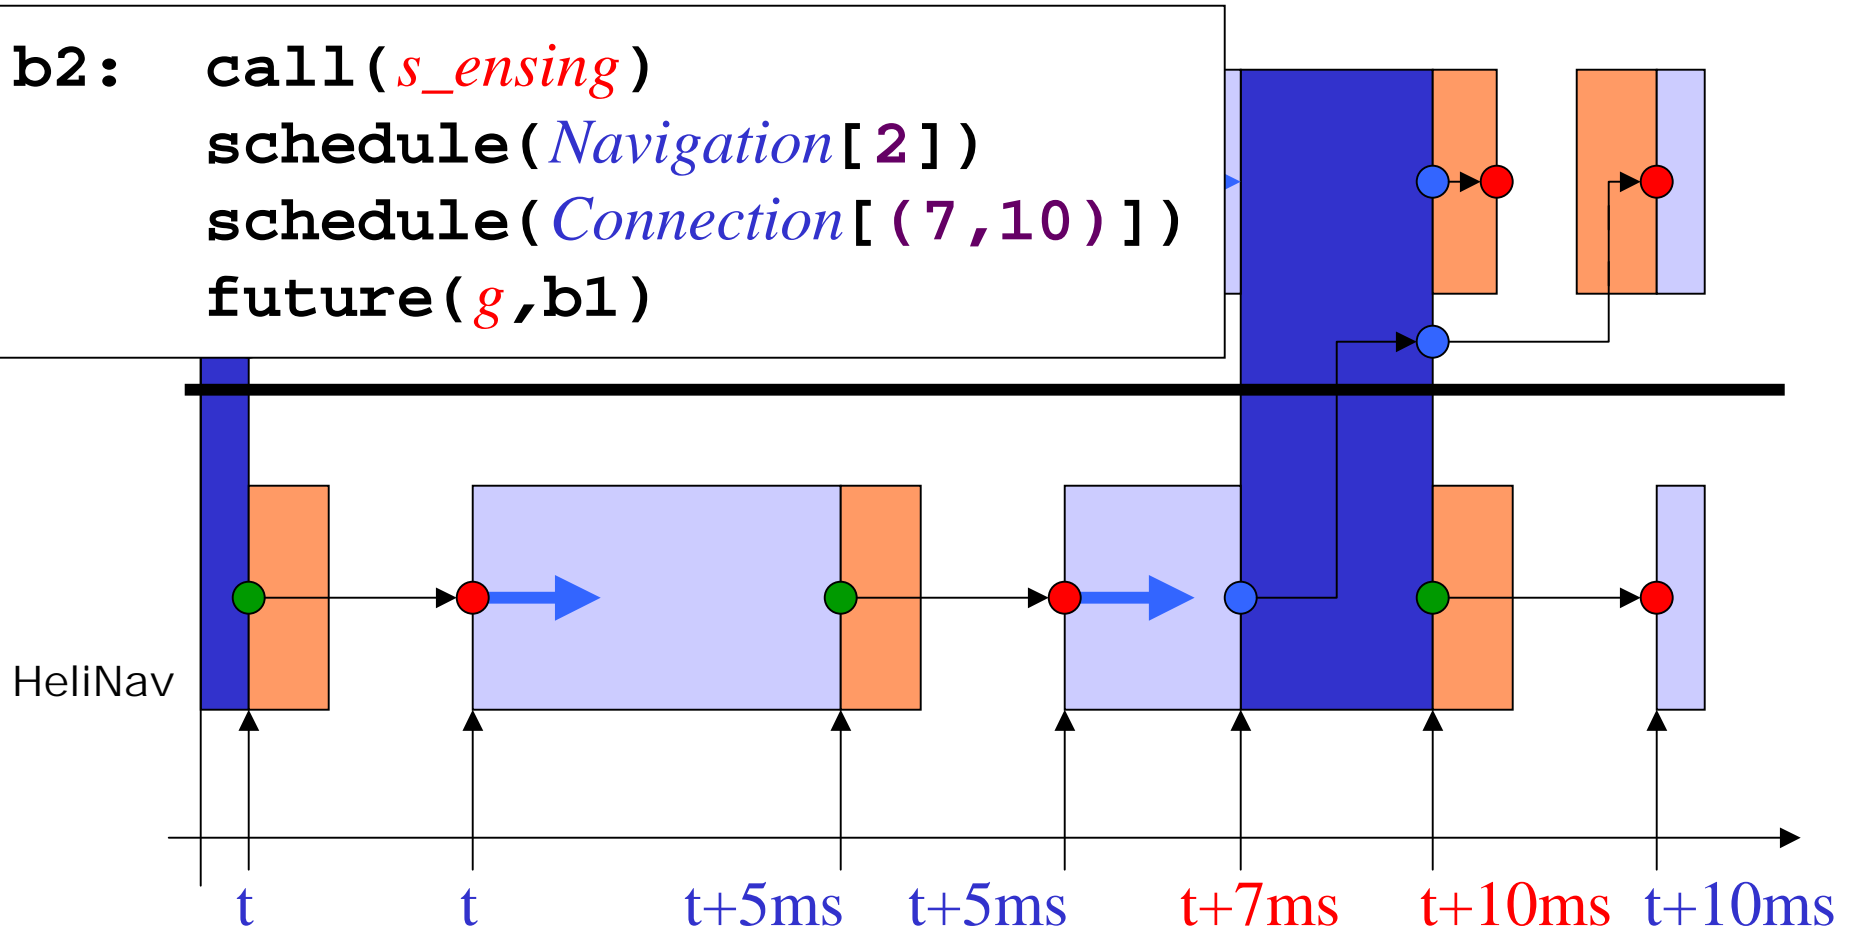 b2: call(s_ensing)
schedule(Navigation[2])
schedule(Connection[(7,10)])
future(g,b1)
HeliNav
t t t+5ms t+5ms t+7ms t+10ms t+10ms